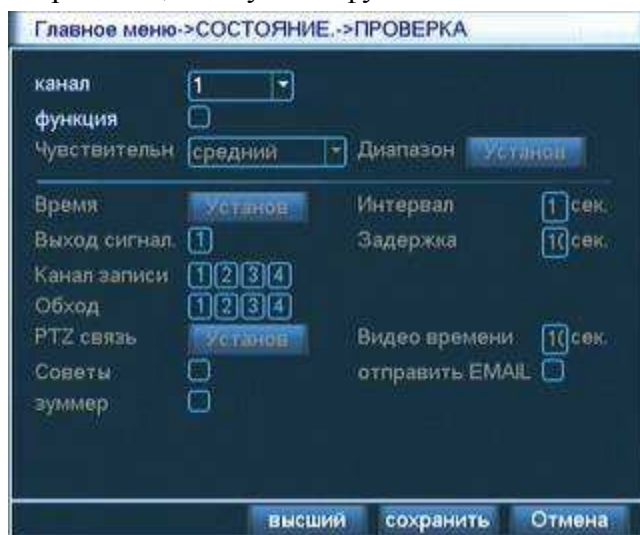 Главное меню->СОСТОЯНИЕ.->ПРОВЕРКА
канал 1
функция
Чувствительн средний Диапазон Установ
Время Установ Интервал 1 сек.
Выход сигнал. 1 Задержка 10 сек.
Канал записи 1 2 3 4
Обход 1 2 3 4
PTZ связь Установ Видео времени 10 сек.
Советы отправить EMAIL
зуммер
высший сохранить Отмена